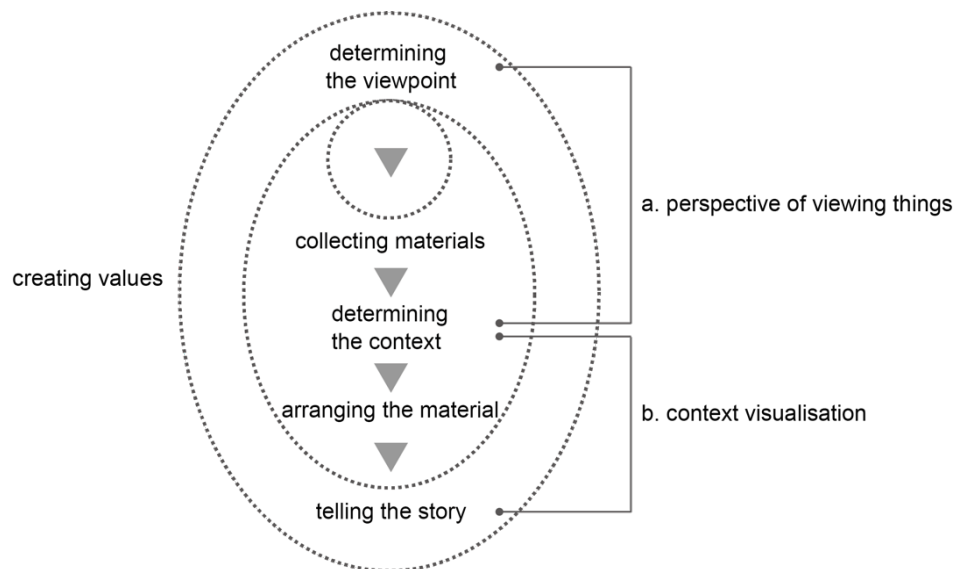 determining
the viewpoint
a. perspective of viewing things
collecting materials
creating values
determining
the context
arranging the material
b. context visualisation
telling the story